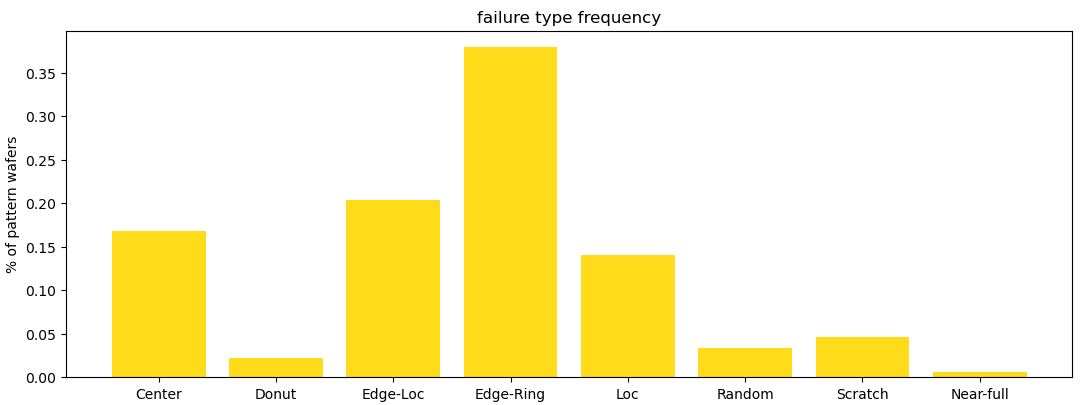 failure type frequency
% of pattern wafers
0.35
0.30
0.25
0.20
0.15
0.10
0.05
0.00
Center Donut Edge-Loc Edge-Ring Loc Random Scratch Near-full